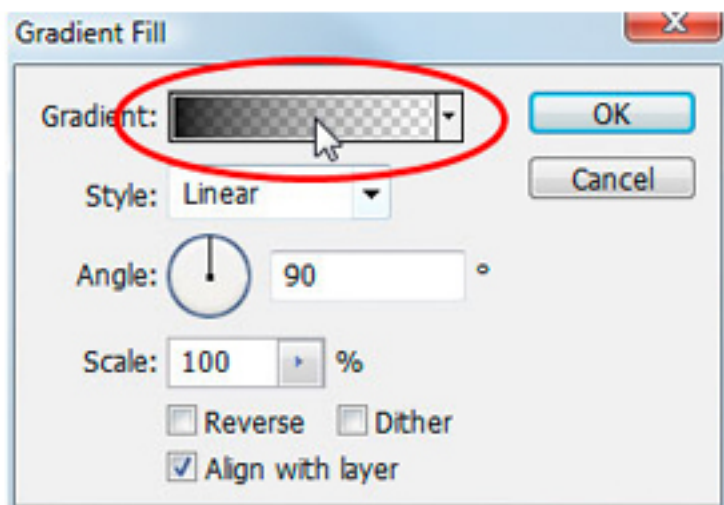 Gradient Fill
Gradient:
OK
Style: Linear
Cancel
Angle: 90 °
Scale: 100 %
Reverse Dither
Align with layer